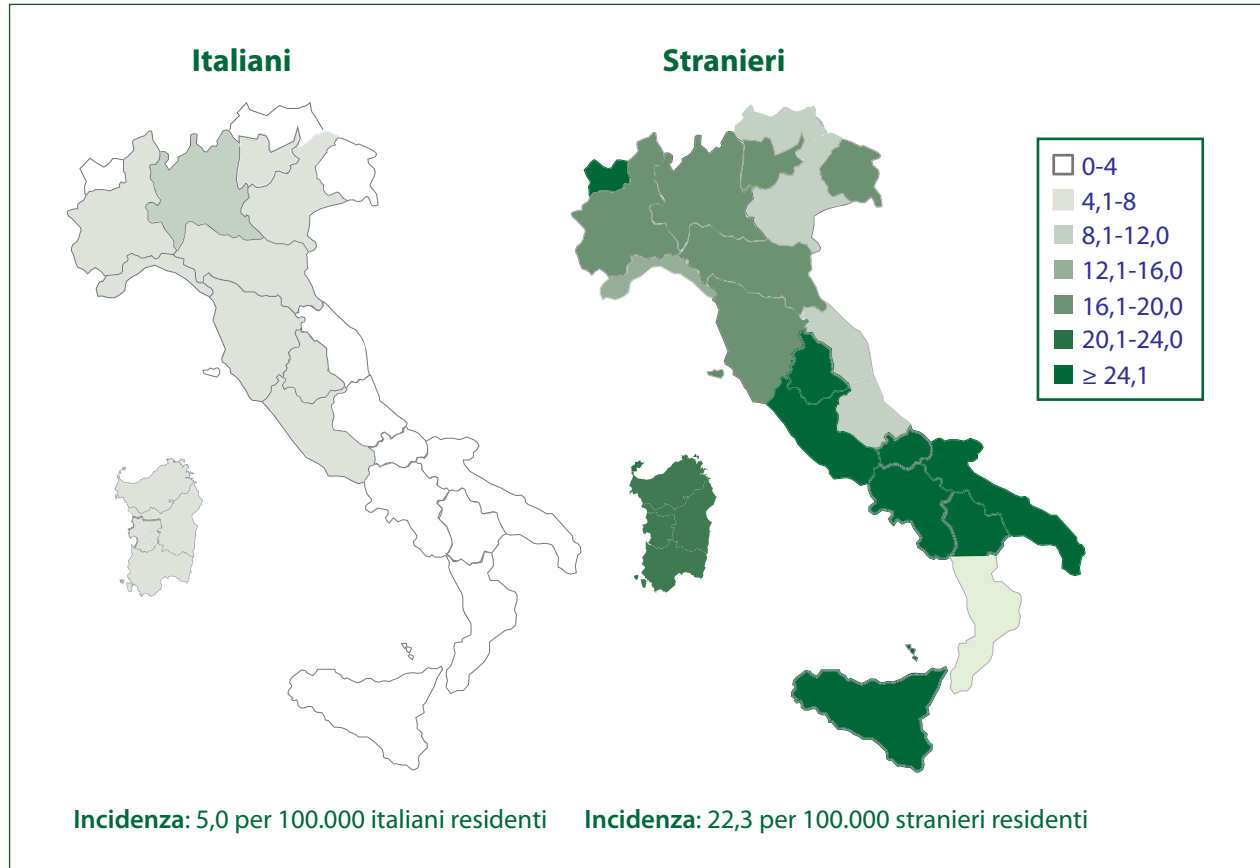 Italiani
Stranieri
0-4
4,1-8
8,1-12,0
12,1-16,0
16,1-20,0
20,1-24,0
≥ 24,1
Incidenza: 5,0 per 100.000 italiani residenti
Incidenza: 22,3 per 100.000 stranieri residenti